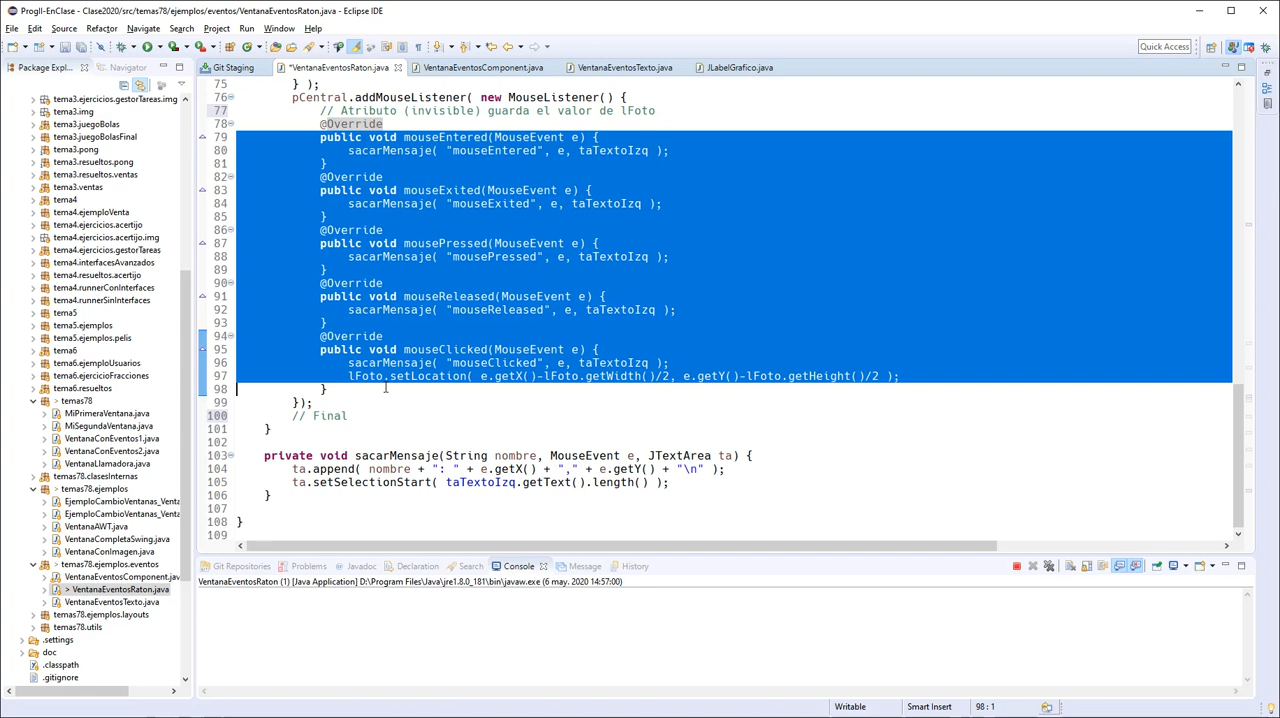 ProgII-EnClase - Clase2020/src/temas78/ejemplos/eventos/VentanaEventosRaton.java - Eclipse IDE
File Edit Source Refactor Navigate Search Project Run Window Help
Quick Access
Package Expl... Navigator
Git Staging *VentanaEventosRaton.java VentanaEventosComponent.java VentanaEventosTexto.java JLabelGrafico.java
tema3.ejercicios.gestorTareas.img
tema3.img
tema3.juegoBolas
tema3.juegoBolasFinal
tema3.pong
tema3.resueltos.pong
tema3.resueltos.ventas
tema3.ventas
tema4
tema4.ejemploVenta
tema4.ejercicios.acertijo
tema4.ejercicios.acertijo.img
tema4.ejercicios.gestorTareas
tema4.interfacesAvanzados
tema4.resueltos.acertijo
tema4.runnerConInterfaces
tema4.runnerSinInterfaces
tema5
tema5.ejemplos
tema5.ejemplos.pelis
tema6
tema6.ejemploUsuarios
tema6.ejercicioFracciones
tema6.resueltos
> temas78
MiPrimeraVentana.java
MiSegundaVentana.java
VentanaConEventos1.java
VentanaConEventos2.java
VentanaLlamadora.java
temas78.clasesInternas
temas78.ejemplos
EjemploCambioVentanas_Venta
EjemploCambioVentanas_Venta
VentanaAWT.java
VentanaCompletaSwing.java
VentanaConImagen.java
> temas78.ejemplos.eventos
VentanaEventosComponent.java
> VentanaEventosRaton.java
VentanaEventosTexto.java
temas78.ejemplos.layouts
temas78.utils
.settings
doc
.classpath
.gitignore
75 } );
76 pCentral.addMouseListener( new MouseListener() {
77 // Atributo (invisible) guarda el valor de lFoto
78 @Override
79 public void mouseEntered(MouseEvent e) {
80 sacarMensaje( "mouseEntered", e, taTextoIzq );
81 }
82 @Override
83 public void mouseExited(MouseEvent e) {
84 sacarMensaje( "mouseExited", e, taTextoIzq );
85 }
86 @Override
87 public void mousePressed(MouseEvent e) {
88 sacarMensaje( "mousePressed", e, taTextoIzq );
89 }
90 @Override
91 public void mouseReleased(MouseEvent e) {
92 sacarMensaje( "mouseReleased", e, taTextoIzq );
93 }
94 @Override
95 public void mouseClicked(MouseEvent e) {
96 sacarMensaje( "mouseClicked", e, taTextoIzq );
97 lFoto.setLocation( e.getX()-lFoto.getWidth()/2, e.getY()-lFoto.getHeight()/2 );
98 }
99 });
100 // Final
101 }
102
103 private void sacarMensaje(String nombre, MouseEvent e, JTextArea ta) {
104 ta.append( nombre + ": " + e.getX() + "," + e.getY() + "\n" );
105 ta.setSelectionStart( taTextoIzq.getText().length() );
106 }
107
108 }
109
Git Repositories Problems Javadoc Declaration Search Console Message History
VentanaEventosRaton (1) [Java Application] D:\Program Files\Java\jre1.8.0_181\bin\javaw.exe (6 may. 2020 14:57:00)
Writable Smart Insert 98 : 1